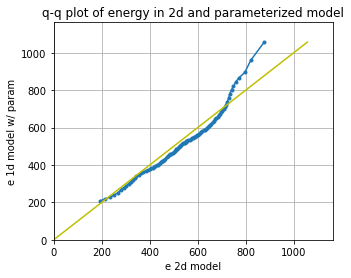 q-q plot of energy in 2d and parameterized model
1000
800
600
400
200
0
e 1d model w/ param
0 200 400 600 800 1000
e 2d model